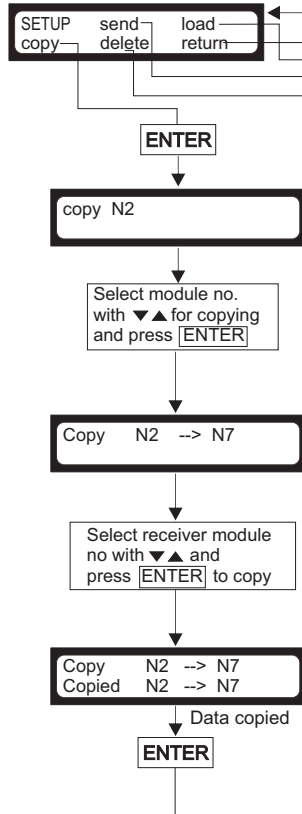 SETUP send load
copy delete return
ENTER
copy N2
Select module no.
with ▼▲ for copying
and press ENTER
Copy N2 --> N7
Select receiver module
no with ▼▲ and
press ENTER to copy
Copy N2 --> N7
Copied N2 --> N7
Data copied
ENTER